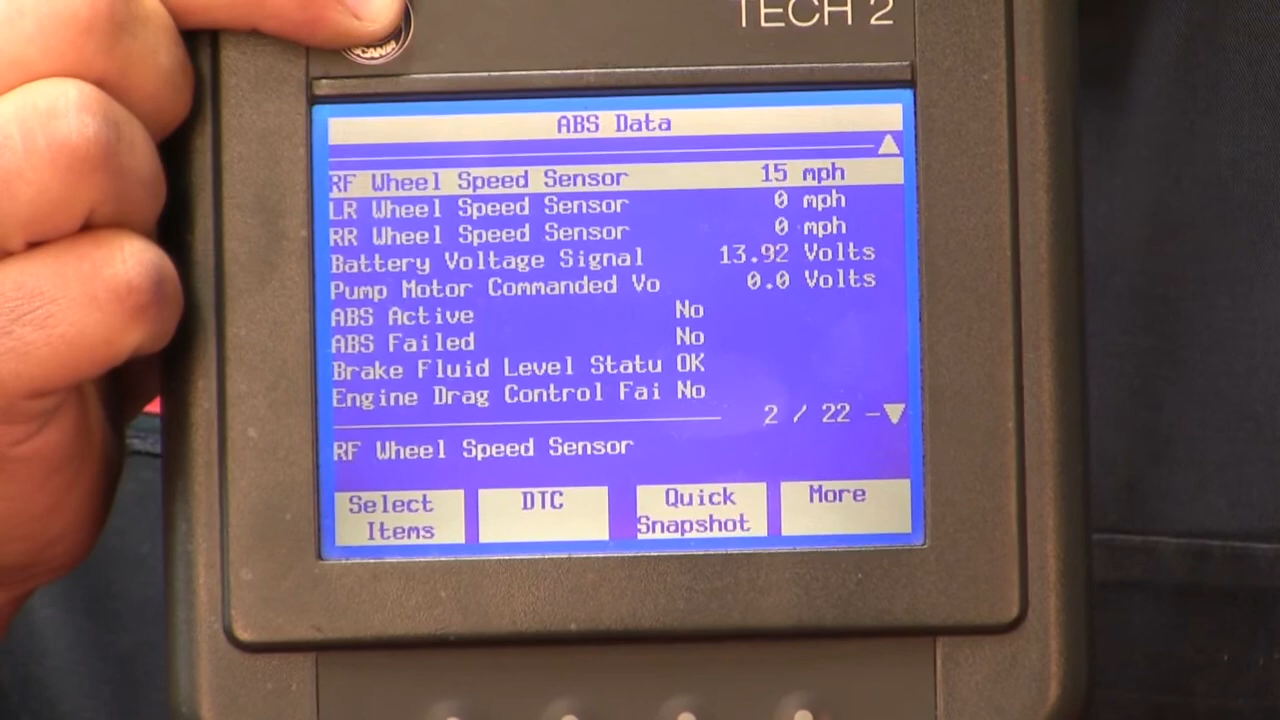 TECH 2
SCANIA
ABS Data
RF Wheel Speed Sensor 15 mph
LR Wheel Speed Sensor 0 mph
RR Wheel Speed Sensor 0 mph
Battery Voltage Signal 13.92 Volts
Pump Motor Commanded Vo 0.0 Volts
ABS Active No
ABS Failed No
Brake Fluid Level Statu OK
Engine Drag Control Fai No
2 / 22
RF Wheel Speed Sensor
Select Items
DTC
Quick Snapshot
More